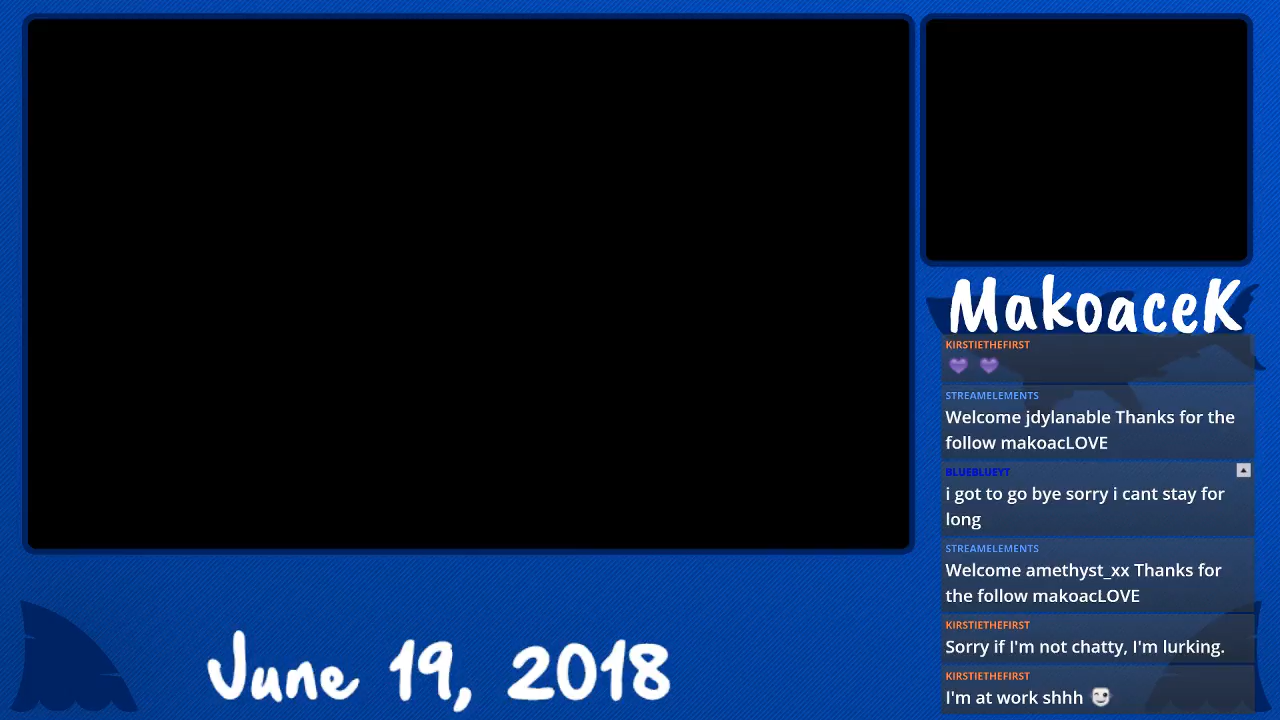 MakoaceK
KIRSTIETHEFIRST
STREAMELEMENTS
Welcome jdylanable Thanks for the
follow makoacLOVE
BLUEBLUEYT
i got to go bye sorry i cant stay for
long
STREAMELEMENTS
Welcome amethyst_xx Thanks for
the follow makoacLOVE
KIRSTIETHEFIRST
Sorry if I'm not chatty, I'm lurking.
KIRSTIETHEFIRST
I'm at work shhh
June 19, 2018